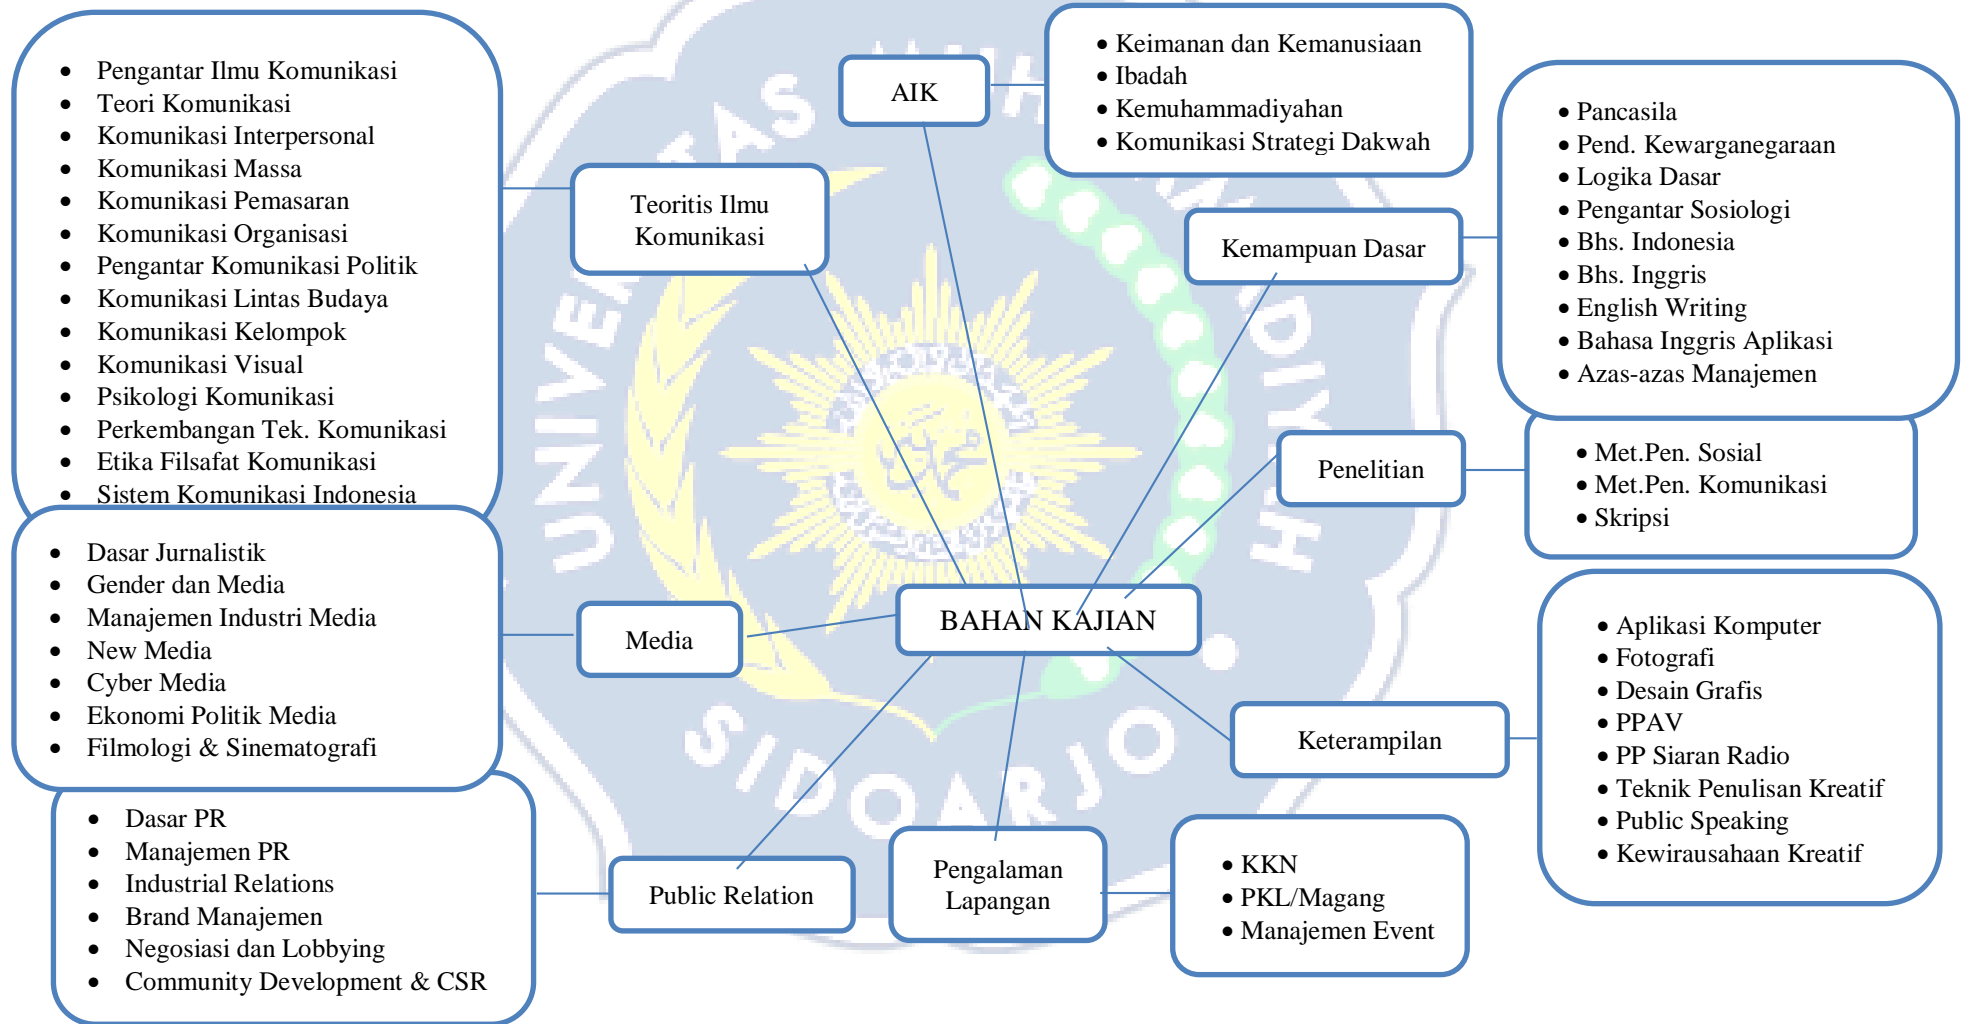 Pengantar Ilmu Komunikasi
Teori Komunikasi
Komunikasi Interpersonal
Komunikasi Massa
Komunikasi Pemasaran
Komunikasi Organisasi
Pengantar Komunikasi Politik
Komunikasi Lintas Budaya
Komunikasi Kelompok
Komunikasi Visual
Psikologi Komunikasi
Perkembangan Tek. Komunikasi
Etika Filsafat Komunikasi
Sistem Komunikasi Indonesia
Teoritis Ilmu
Komunikasi
AIK
Keimanan dan Kemanusiaan
Ibadah
Kemuhammadiyahan
Komunikasi Strategi Dakwah
Kemampuan Dasar
Pancasila
Pend. Kewarganegaraan
Logika Dasar
Pengantar Sosiologi
Bhs. Indonesia
Bhs. Inggris
English Writing
Bahasa Inggris Aplikasi
Azas-azas Manajemen
Penelitian
Met.Pen. Sosial
Met.Pen. Komunikasi
Skripsi
BAHAN KAJIAN
Media
Dasar Jurnalistik
Gender dan Media
Manajemen Industri Media
New Media
Cyber Media
Ekonomi Politik Media
Filmologi & Sinematografi
Keterampilan
Aplikasi Komputer
Fotografi
Desain Grafis
PPAV
PP Siaran Radio
Teknik Penulisan Kreatif
Public Speaking
Kewirausahaan Kreatif
Public Relation
Dasar PR
Manajemen PR
Industrial Relations
Brand Manajemen
Negosiasi dan Lobbying
Community Development & CSR
Pengalaman
Lapangan
KKN
PKL/Magang
Manajemen Event
SIDOARJO